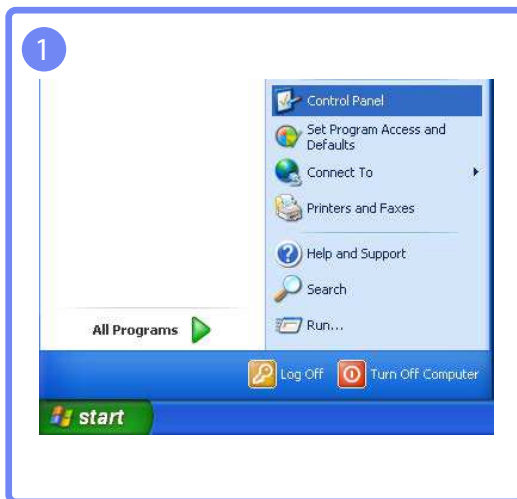 1
Control Panel
Set Program Access and
Defaults
Connect To
Printers and Faxes
Help and Support
Search
Run...
All Programs
Log Off
Turn Off Computer
start